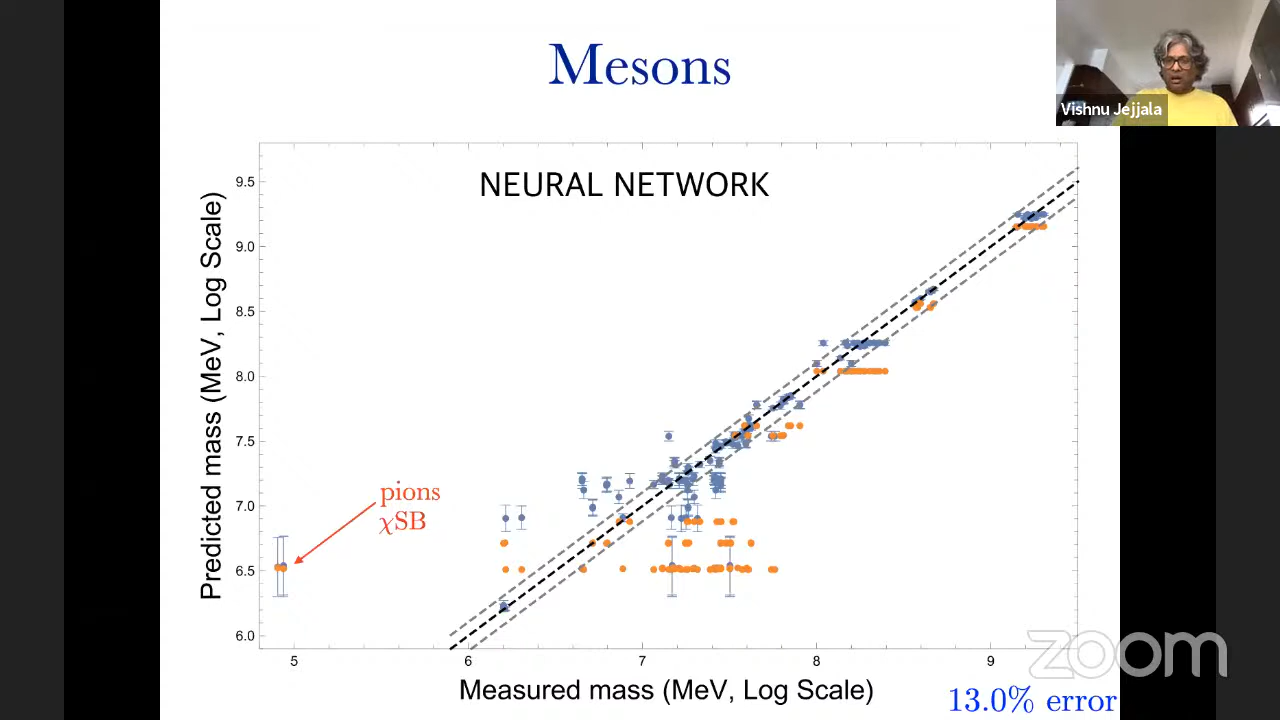 Mesons
Vishnu Jejjala
NEURAL NETWORK
Predicted mass (MeV, Log Scale)
9.5
9.0
8.5
8.0
7.5
7.0
6.5
6.0
pions
χSB
5
6
7
8
9
Measured mass (MeV, Log Scale)
zoom
13.0% error